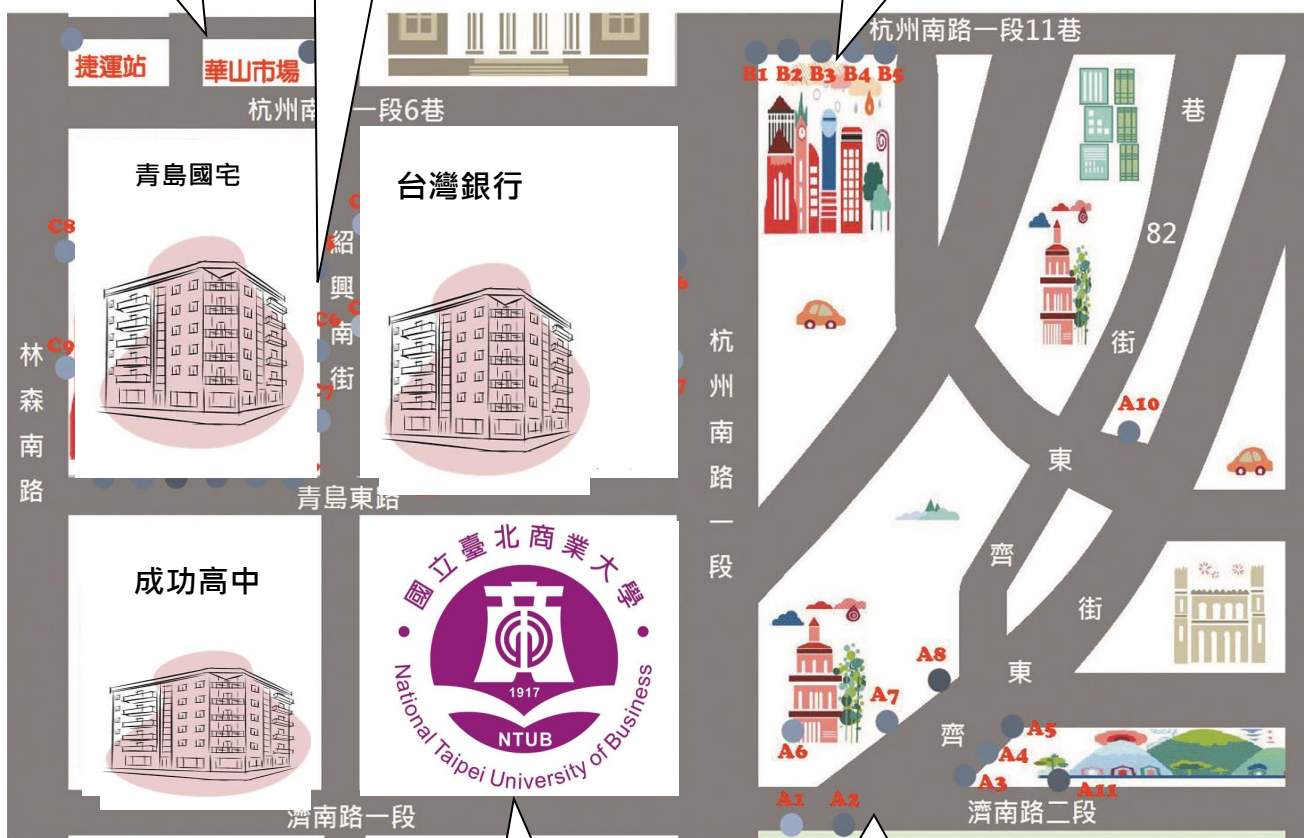 杭州南路一段11巷
捷運站
華山市場
B1 B2 B3 B4 B5
杭州南
一段6巷
巷
青島國宅
台灣銀行
82
街
C8
紹興南街
C6
C9
林森南路
杭州南路一段
A10
東
青島東路
齊
街
成功高中
國立臺北商業大學
1917
NTUB
National Taipei University of Business
A8
東
A7
齊
A5
A6
A4
A3
A11
A1
A2
濟南路一段
濟南路二段